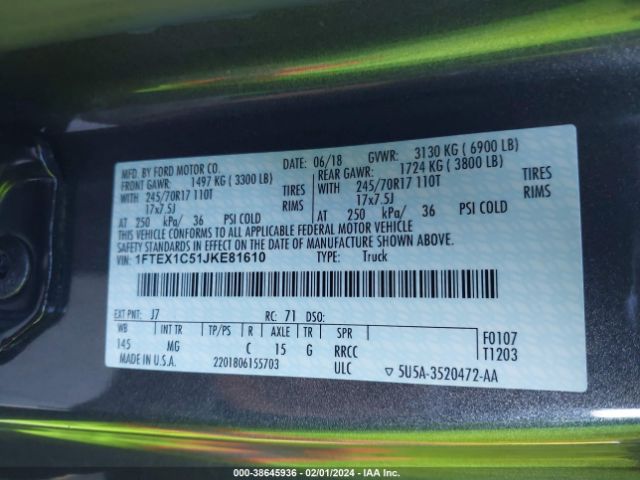 MFD. BY FORD MOTOR CO.
DATE: 06/18 GVWR: 3130 KG ( 6900 LB)
FRONT GAWR: 1497 KG ( 3300 LB)
REAR GAWR: 1724 KG ( 3800 LB)
WITH 245/70R17 110T TIRES
WITH 245/70R17 110T TIRES
17x7.5J RIMS
17x7.5J RIMS
AT 250 kPa/ 36 PSI COLD
AT 250 kPa/ 36 PSI COLD
THIS VEHICLE CONFORMS TO ALL APPLICABLE FEDERAL MOTOR VEHICLE
SAFETY STANDARDS IN EFFECT ON THE DATE OF MANUFACTURE SHOWN ABOVE.
VIN: 1FTEX1C51JKE81610 TYPE: Truck
EXT PNT: J7 RC: 71 DSO:
WB INT TR TP/PS R AXLE TR SPR
145 MG C 15 G RRCC
F0107
T1203
MADE IN U.S.A. 2201806155703 ULC
▽ 5U5A-3520472-AA
000-38645936 - 02/01/2024 - IAA Inc.